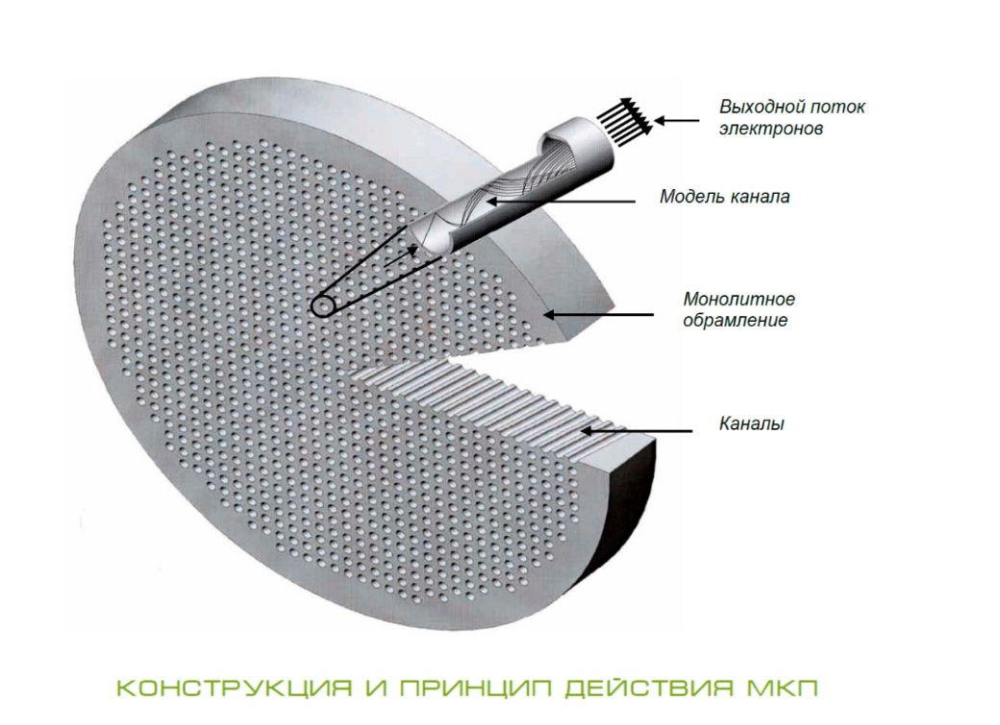 Выходной поток
электронов
Модель канала
Монолитное
обрамление
Каналы
КОНСТРУКЦИЯ И ПРИНЦИП ДЕЙСТВИЯ МКП